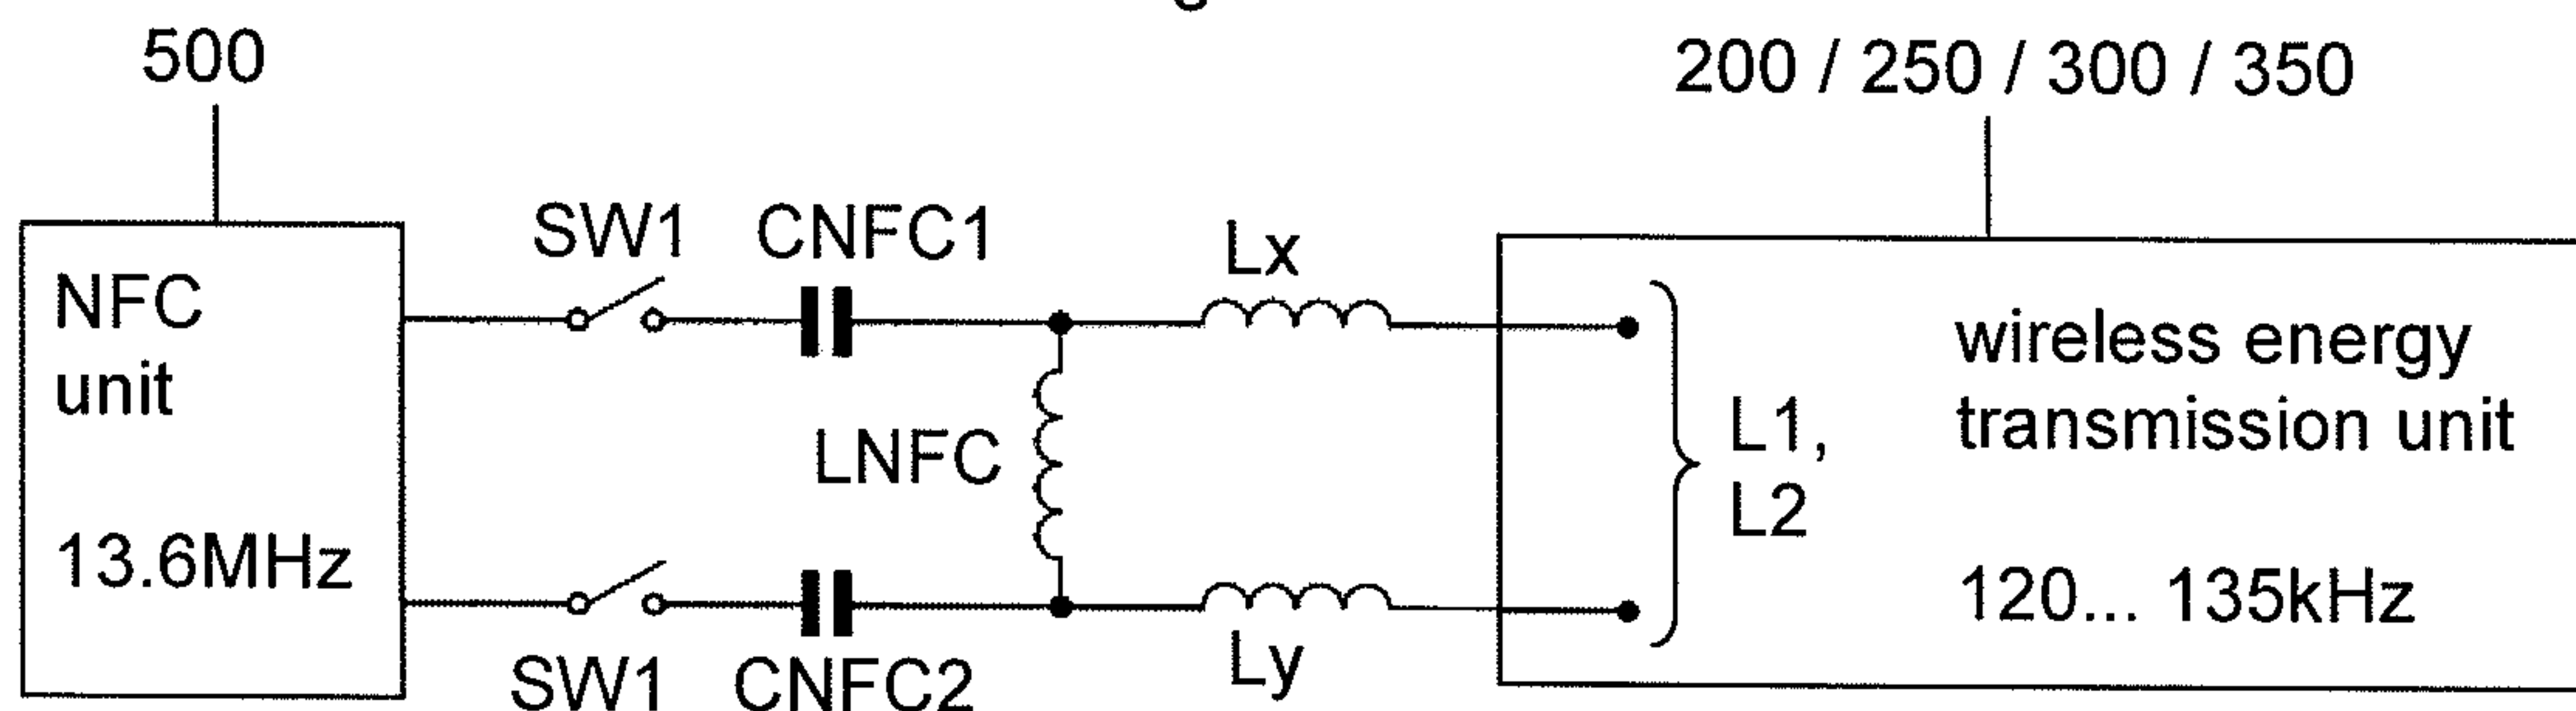 500
200 / 250 / 300 / 350
SW1
CNFC1
Lx
NFC
unit
13.6MHz
LNFC
L1,
L2
wireless energy
transmission unit
120... 135kHz
SW1
CNFC2
Ly